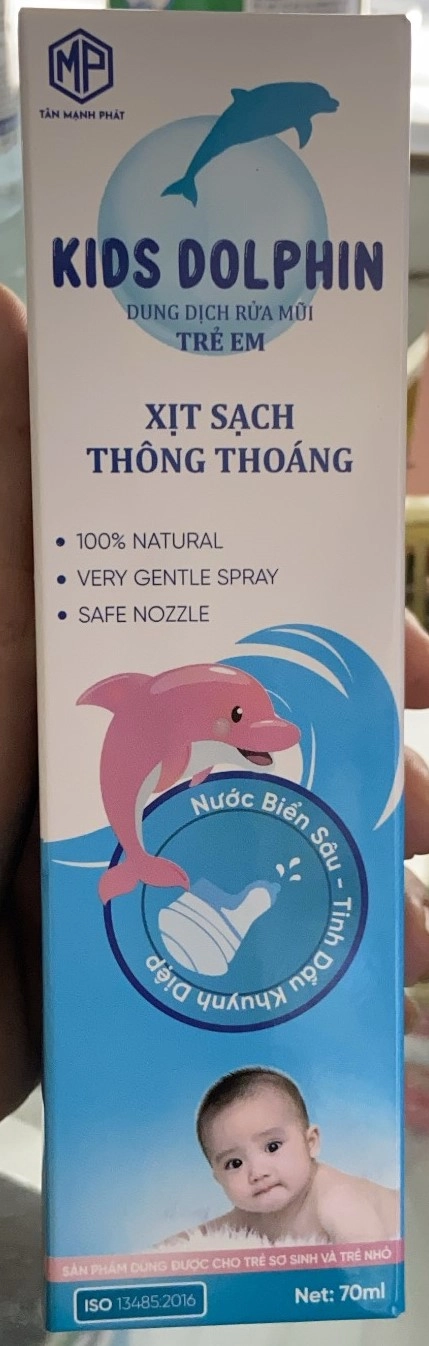 MP
TÂN MẠNH PHÁT
KIDS DOLPHIN
DUNG DỊCH RỬA MŨI
TRẺ EM
XỊT SẠCH
THÔNG THOÁNG
• 100% NATURAL
• VERY GENTLE SPRAY
• SAFE NOZZLE
Nước Biển Sâu - Tinh Dầu Khuynh Diệp
SẢN PHẨM DÙNG ĐƯỢC CHO TRẺ SƠ SINH VÀ TRẺ NHỎ
ISO 13485:2016
Net: 70ml